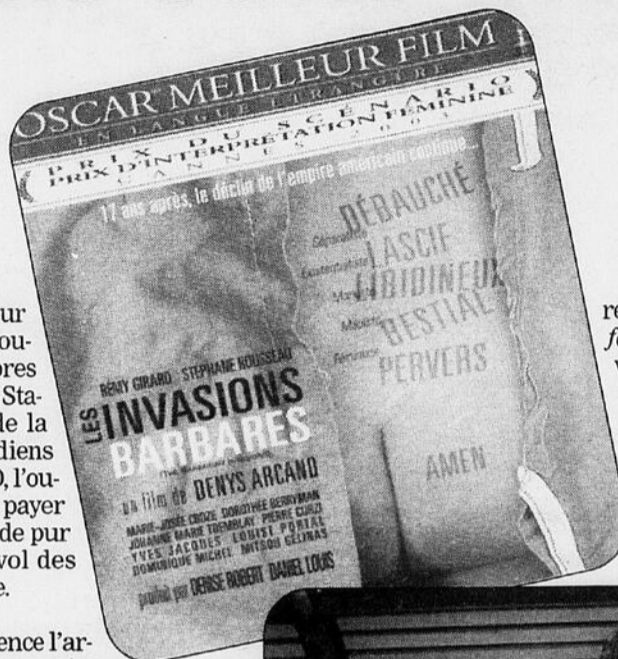 OSCAR MEILLEUR FILM
EN LANGUE ÉTRANGÈRE
PRIX DU SCÉNARIO
PRIX D'INTERPRÉTATION FÉMININE
CANNES 2003
17 ans après, le déclin de l'empire américain continue...
Séparatiste
DÉBAUCHÉ
LASCIF
LIBIDINEUX
BESTIAL
PERVERS
AMEN
RÉMY GIRARD STÉPHANE ROUSSEAU
LES INVASIONS
BARBARES
un film de DENYS ARCAND
MARIE-JOSÉE CROZE DOROTHÉE BERRYMAN
JOHANNE MARIE TREMBLAY PIERRE CURZI
YVES JACQUES LOUISE PORTAL
DOMINIQUE MICHEL MITSOU GÉLINAS
produit par DENISE ROBERT DANIEL LOUIS
ur
ou-
pres
Sta-
de la
diens
O, l'ou-
payer
de pur
vol des
e.
ence l'ar-
re